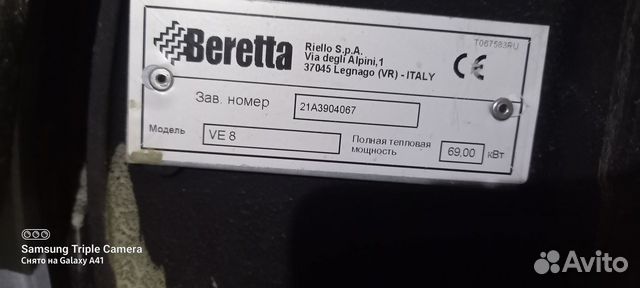 Beretta
Riello S.p.A.
Via degli Alpini,1
37045 Legnago (VR) - ITALY
CE
T067583RU
Зав. номер 21A3904067
Модель VE 8
Полная тепловая мощность 69,00 кВт
Samsung Triple Camera
Снято на Galaxy A41
Avito